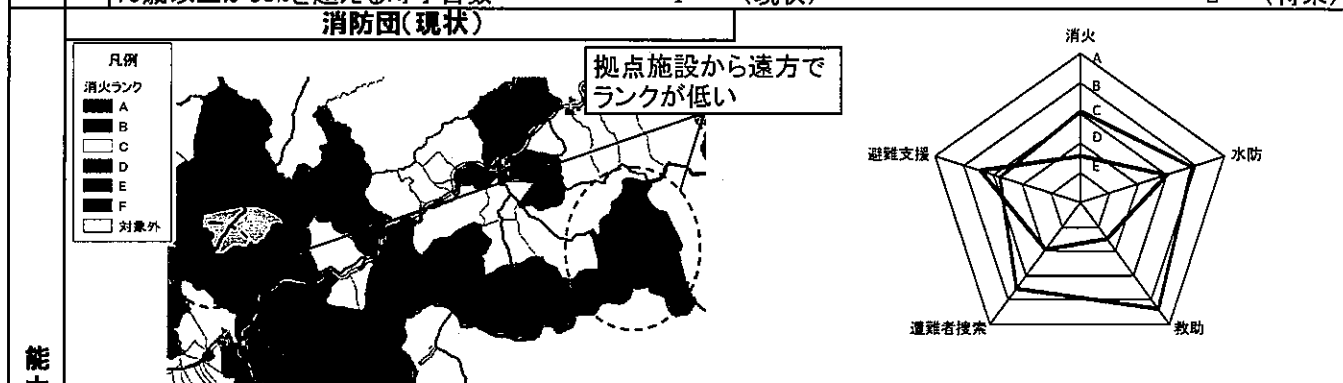 (現状)
消防団(現状)
凡例
消火ランク
A
B
C
D
E
F
対象外
拠点施設から遠方で
ランクが低い
消火
A
B
C
D
E
避難支援
水防
遭難者捜索
救助
能